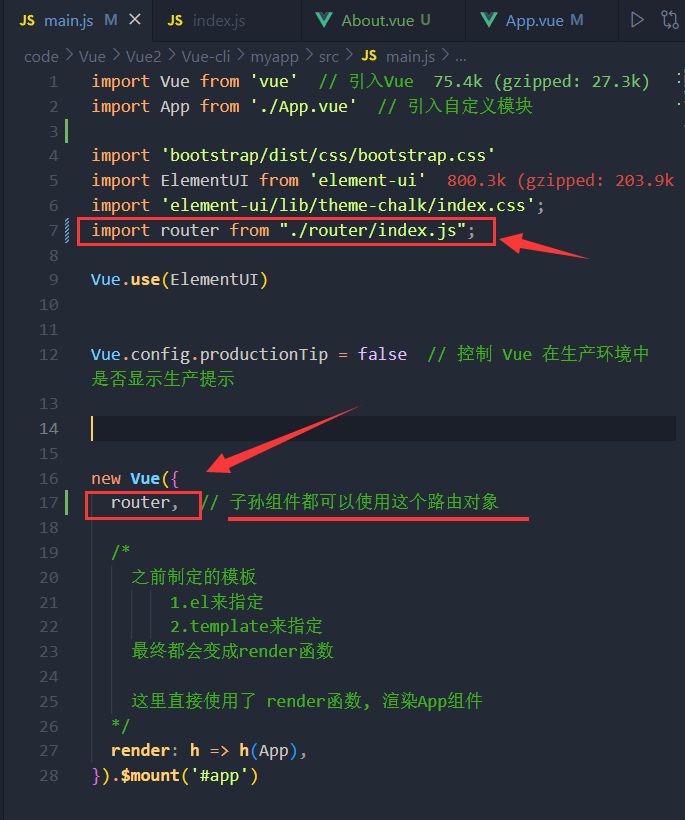 JS main.js M × JS index.js About.vue U App.vue M
code > Vue > Vue2 > Vue-cli > myapp > src > JS main.js > ...
1 import Vue from 'vue'  // 引入Vue  75.4k (gzipped: 27.3k)
2 import App from './App.vue'  // 引入自定义模块
3
4 import 'bootstrap/dist/css/bootstrap.css'
5 import ElementUI from 'element-ui'  800.3k (gzipped: 203.9k
6 import 'element-ui/lib/theme-chalk/index.css';
7 import router from "./router/index.js";
8
9 Vue.use(ElementUI)
10
11
12 Vue.config.productionTip = false  // 控制 Vue 在生产环境中
是否显示生产提示
13
14
15
16 new Vue({
17 router,  // 子孙组件都可以使用这个路由对象
18
19 /*
20 之前制定的模板
21 1.el来指定
22 2.template来指定
23 最终都会变成render函数
24
25 这里直接使用了 render函数, 渲染App组件
26 */
27 render: h => h(App),
28 }).$mount('#app')